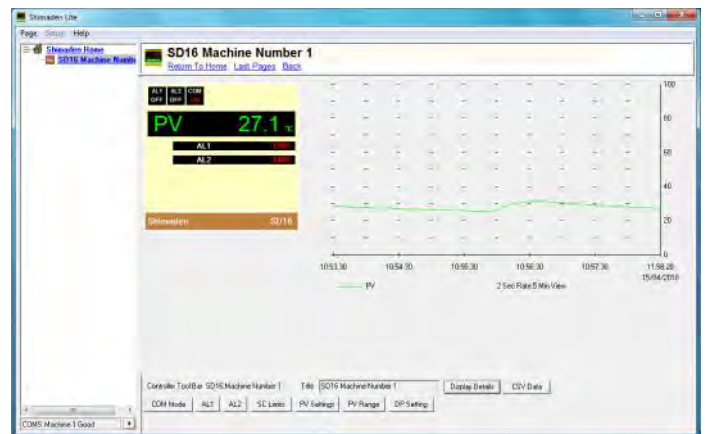 Shimaden Lite
Page Setup Help
Shimaden Home
SD16 Machine Numb
SD16 Machine Number 1
Return To Home Last Pages Back
AL1 AL2 COM
OFF OFF
PV 27.1 °C
AL1
AL2
Shimaden SD16
100
80
60
40
20
0
10:53:30 10:54:30 10:55:30 10:56:30 10:57:30 11:58:28
15/04/2010
PV 2 Sec Rate 5 Min View
Controller ToolBar SD16 Machine Number 1 Title SD16 Machine Number 1 Display Details CSV Data
COM Mode AL1 AL2 SC Limits PV Settings PV Range DP Setting
COM5 Machine 1 Good